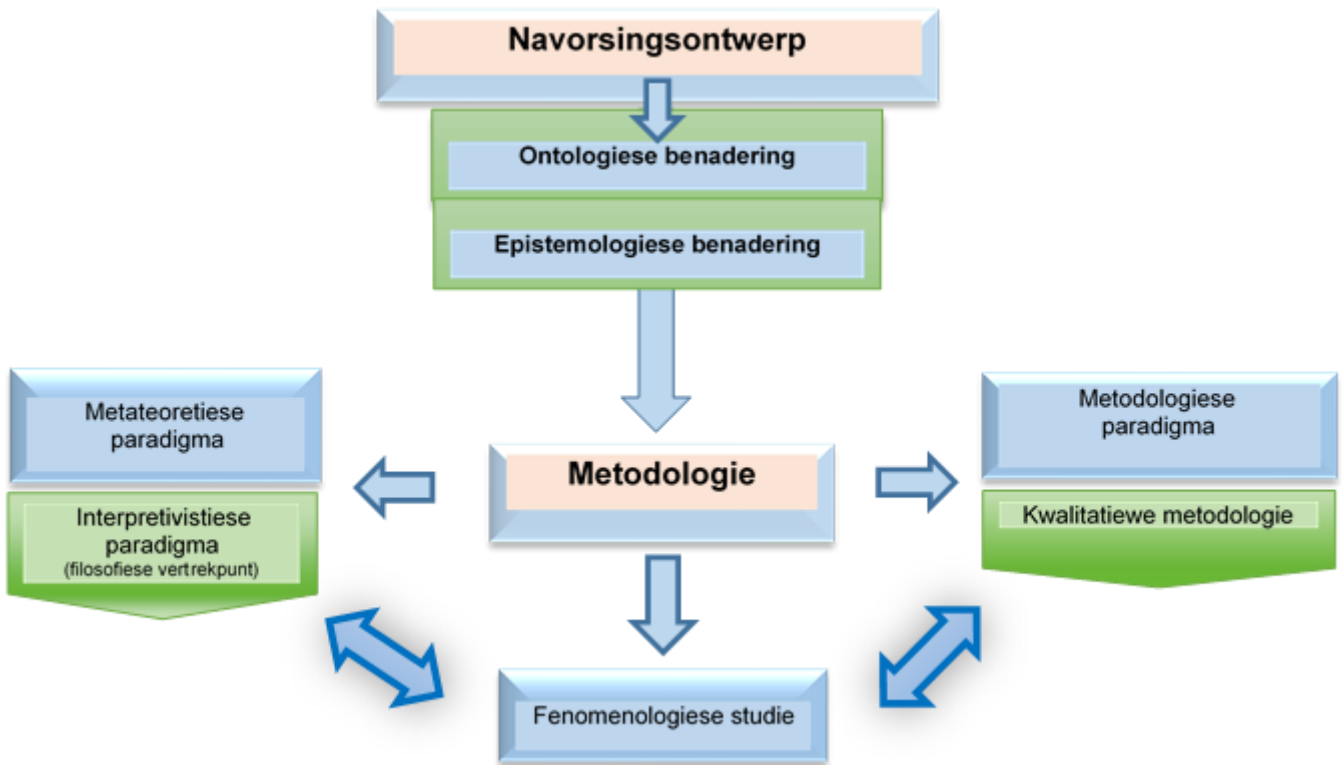 Navorsingsontwerp
Ontologiese benadering
Epistemologiese benadering
Metateoretiese
paradigma
Interpretivistiese
paradigma
(filosofiese vertrekpunt)
Metodologie
Metodologiese
paradigma
Kwalitatiewe metodologie
Fenomenologiese studie